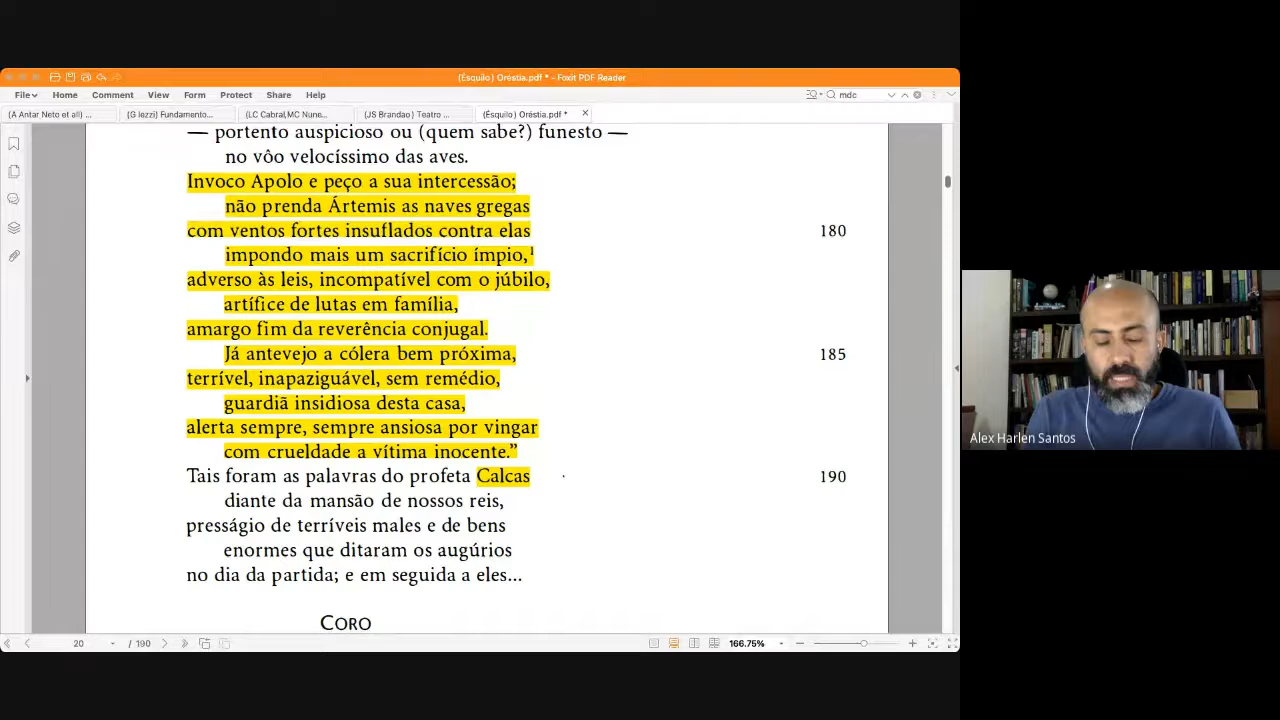 (Ésquilo) Oréstia.pdf * - Foxit PDF Reader
File Home Comment View Form Protect Share Help
mdc
(A Antar Neto et all) ... (G Iezzi) Fundamento... (LC Cabral,MC Nune... (JS Brandao) Teatro ... (Ésquilo) Oréstia.pdf *
— portento auspicioso ou (quem sabe?) funesto —
no vôo velocíssimo das aves.
Invoco Apolo e peço a sua intercessão;
não prenda Ártemis as naves gregas
com ventos fortes insuflados contra elas 180
impondo mais um sacrifício ímpio,¹
adverso às leis, incompatível com o júbilo,
artífice de lutas em família,
amargo fim da reverência conjugal.
Já antevejo a cólera bem próxima, 185
terrível, inapaziguável, sem remédio,
guardiã insidiosa desta casa,
alerta sempre, sempre ansiosa por vingar
com crueldade a vítima inocente.”
Tais foram as palavras do profeta Calcas 190
diante da mansão de nossos reis,
presságio de terríveis males e de bens
enormes que ditaram os augúrios
no dia da partida; e em seguida a eles...
CORO
20 / 190 166.75%
Alex Harlen Santos